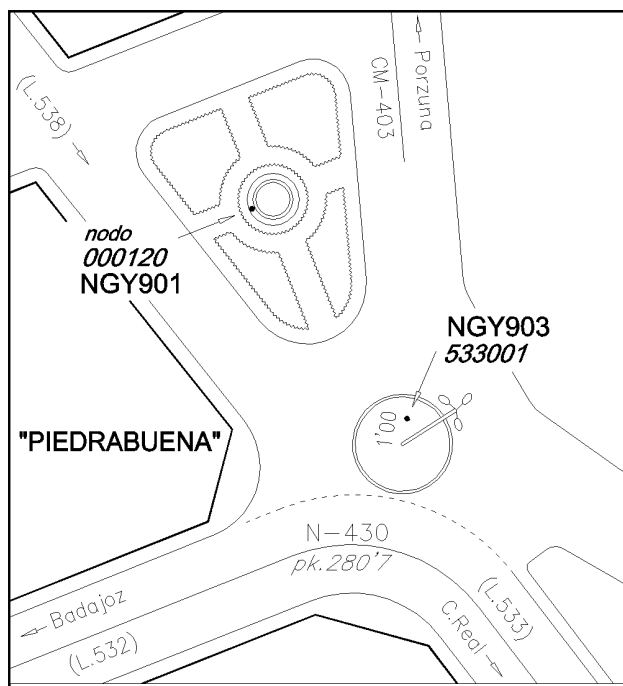 (L.538)
CM-403
Porzuna
nodo
000120
NGY901
NGY903
533001
1'00
"PIEDRABUENA"
N-430
pk.280'7
Badajoz
(L.532)
C.Real
(L.533)